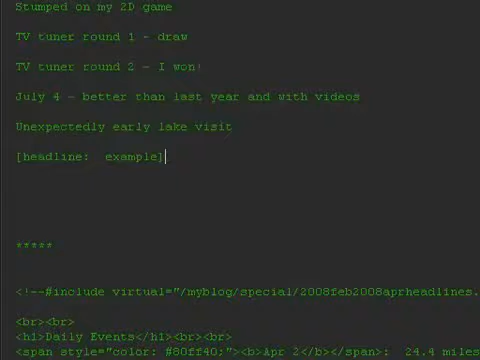 Stumped on my 2D game
TV tuner round 1 - draw
TV tuner round 2 - I won!
July 4 - better than last year and with videos
Unexpectedly early lake visit
[headline:  example]
*****
<!--#include virtual="/myblog/special/2008feb2008aprheadlines.
<br><br>
<h1>Daily Events</h1><br><br>
<span style="color: #80ff40;"><b>Apr 2</b></span>:  24.4 miles